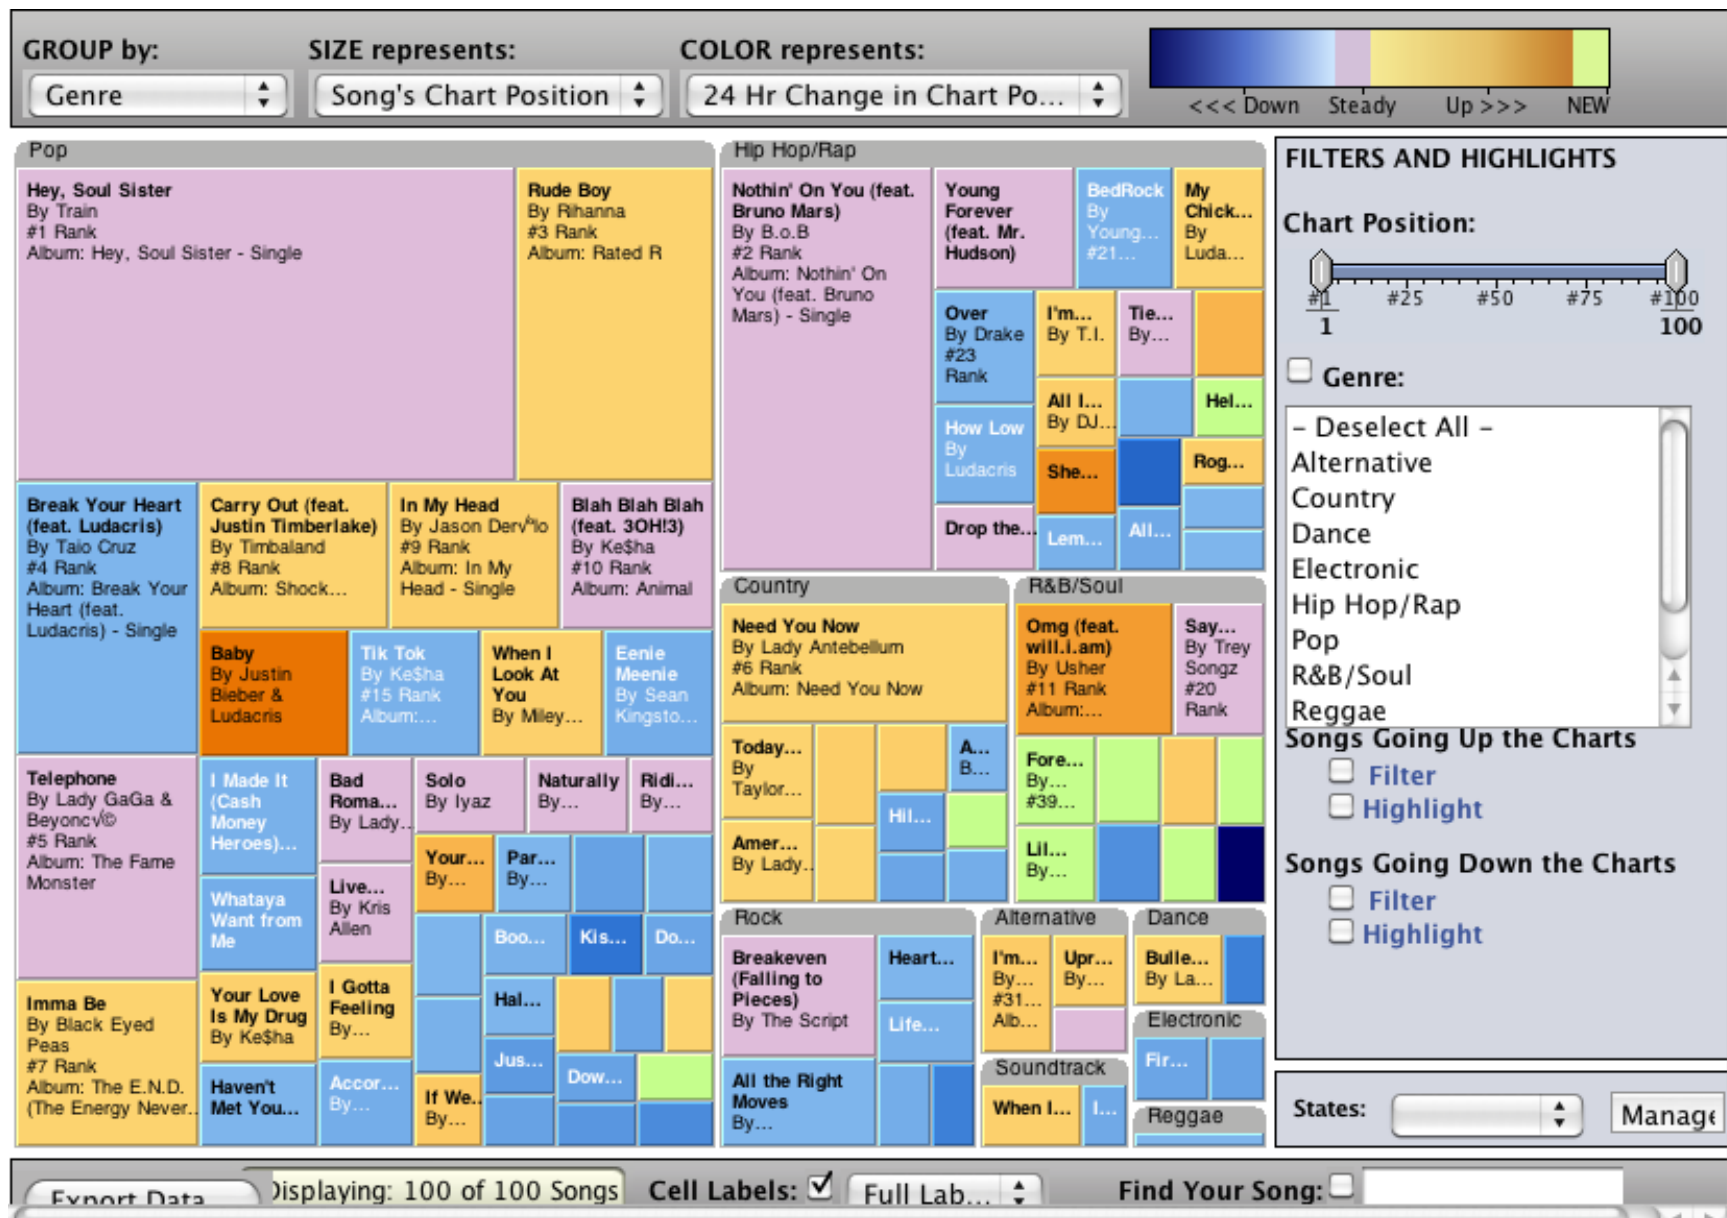 GROUP by:
SIZE represents:
COLOR represents:
Genre
Song's Chart Position
24 Hr Change in Chart Po...
<<< Down
Steady
Up >>>
NEW
Pop
Hey, Soul Sister
By Train
#1 Rank
Album: Hey, Soul Sister - Single
Rude Boy
By Rihanna
#3 Rank
Album: Rated R
Break Your Heart
(feat. Ludacris)
By Taio Cruz
#4 Rank
Album: Break Your
Heart (feat.
Ludacris) - Single
Carry Out (feat.
Justin Timberlake)
By Timbaland
#8 Rank
Album: Shock...
In My Head
By Jason Derv^lo
#9 Rank
Album: In My
Head - Single
Blah Blah Blah
(feat. 3OH!3)
By Ke$ha
#10 Rank
Album: Animal
Baby
By Justin
Bieber &
Ludacris
Tik Tok
By Ke$ha
#15 Rank
Album:...
When I
Look At
You
By Miley...
Eenie
Meenie
By Sean
Kingsto...
Telephone
By Lady GaGa &
Beyonc√©
#5 Rank
Album: The Fame
Monster
I Made It
(Cash
Money
Heroes)...
Bad
Roma...
By Lady...
Solo
By Iyaz
Naturally
By...
Ridi...
By...
Whataya
Want from
Me
Live...
By Kris
Allen
Your...
By...
Par...
By...
Boo...
Kis...
Do...
Imma Be
By Black Eyed
Peas
#7 Rank
Album: The E.N.D.
(The Energy Never...
Your Love
Is My Drug
By Ke$ha
I Gotta
Feeling
By...
Hal...
Haven't
Met You...
Accor...
By...
If We...
By...
Jus...
Dow...
Hip Hop/Rap
Nothin' On You (feat.
Bruno Mars)
By B.o.B
#2 Rank
Album: Nothin' On
You (feat. Bruno
Mars) - Single
Young
Forever
(feat. Mr.
Hudson)
BedRock
By
Young...
#21...
My
Chick...
By
Luda...
Over
By Drake
#23
Rank
I'm...
By T.I.
Tie...
By...
How Low
By
Ludacris
All I...
By DJ...
Hel...
She...
Rog...
Drop the...
Lem...
All...
Country
Need You Now
By Lady Antebellum
#6 Rank
Album: Need You Now
Today...
By
Taylor...
A...
B...
Hil...
Amer...
By Lady...
R&B/Soul
Omg (feat.
will.i.am)
By Usher
#11 Rank
Album:...
Say...
By Trey
Songz
#20
Rank
Fore...
By...
#39...
Lil...
By...
Rock
Breakeven
(Falling to
Pieces)
By The Script
Heart...
Life...
All the Right
Moves
By...
Alternative
I'm...
By...
#31...
Alb...
Upr...
By...
Dance
Bulle...
By La...
Electronic
Fir...
Soundtrack
When I...
I...
Reggae
FILTERS AND HIGHLIGHTS
Chart Position:
#1
#25
#50
#75
#100
1
100
Genre:
- Deselect All -
Alternative
Country
Dance
Electronic
Hip Hop/Rap
Pop
R&B/Soul
Reggae
Songs Going Up the Charts
Filter
Highlight
Songs Going Down the Charts
Filter
Highlight
States:
Manage
Export Data
Displaying: 100 of 100 Songs
Cell Labels:
Full Lab...
Find Your Song: